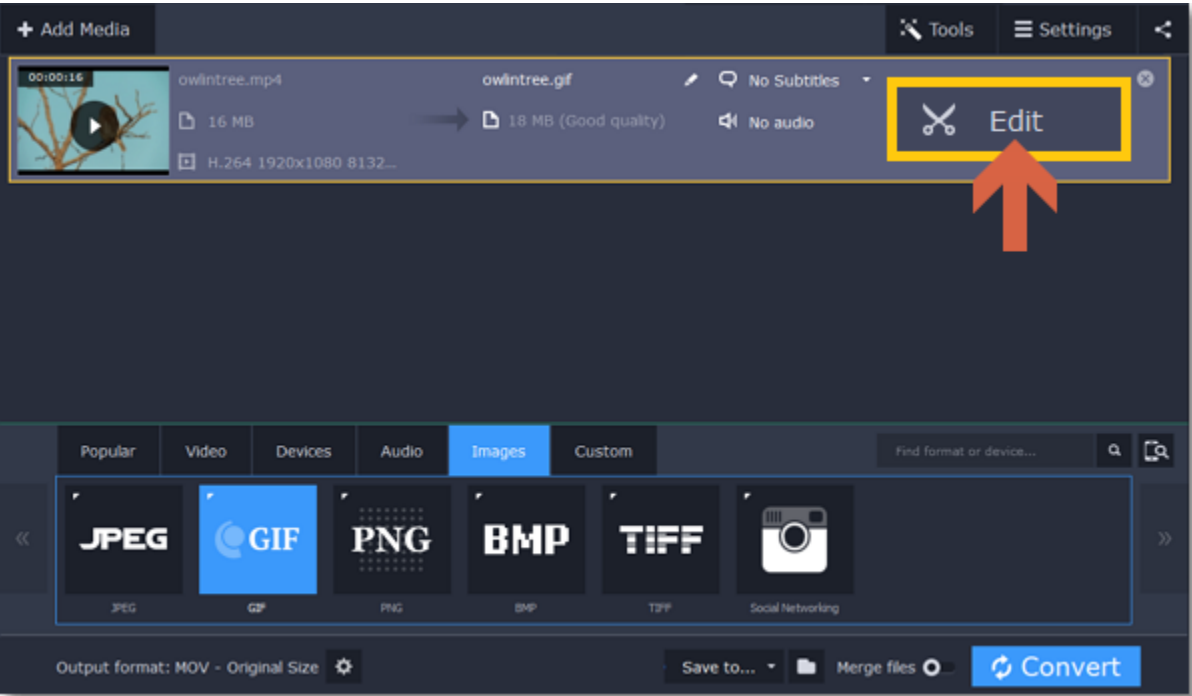 + Add Media
Tools
Settings
00:00:16
owlintree.mp4
owlintree.gif
No Subtitles
Edit
16 MB
18 MB (Good quality)
No audio
H.264 1920x1080 8132...
Popular
Video
Devices
Audio
Images
Custom
Find format or device...
JPEG
GIF
PNG
BMP
TIFF
JPEG
GIF
PNG
BMP
TIFF
Social Networking
Output format: MOV - Original Size
Save to...
Merge files
Convert